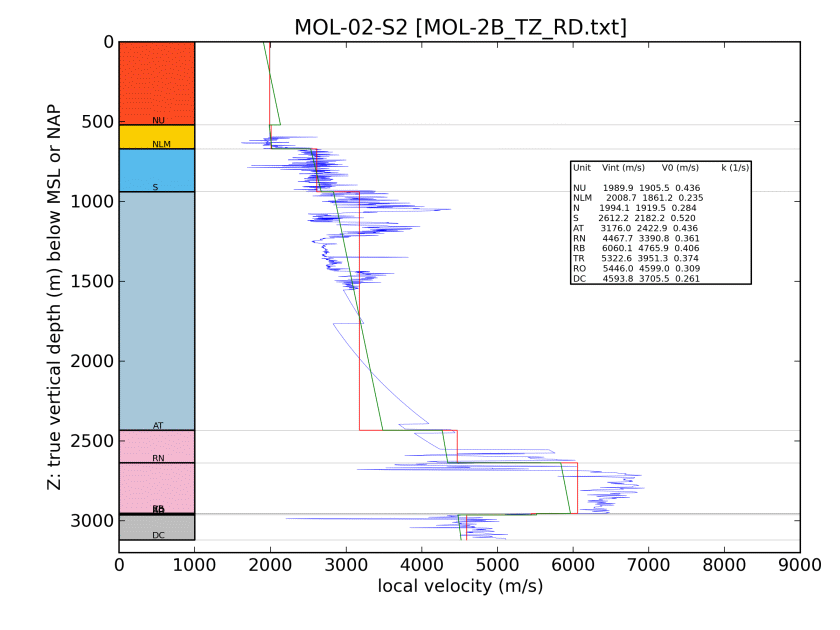 MOL-02-S2 [MOL-2B_TZ_RD.txt]
Z: true vertical depth (m) below MSL or NAP
0
500
1000
1500
2000
2500
3000
NU
NLM
S
AT
RN
DC
Unit Vint (m/s) V0 (m/s) k (1/s)
NU 1989.9 1905.5 0.436
NLM 2008.7 1861.2 0.235
N 1994.1 1919.5 0.284
S 2612.2 2182.2 0.520
AT 3176.0 2422.9 0.436
RN 4467.7 3390.8 0.361
RB 6060.1 4765.9 0.406
TR 5322.6 3951.3 0.374
RO 5446.0 4599.0 0.309
DC 4593.8 3705.5 0.261
0 1000 2000 3000 4000 5000 6000 7000 8000 9000
local velocity (m/s)